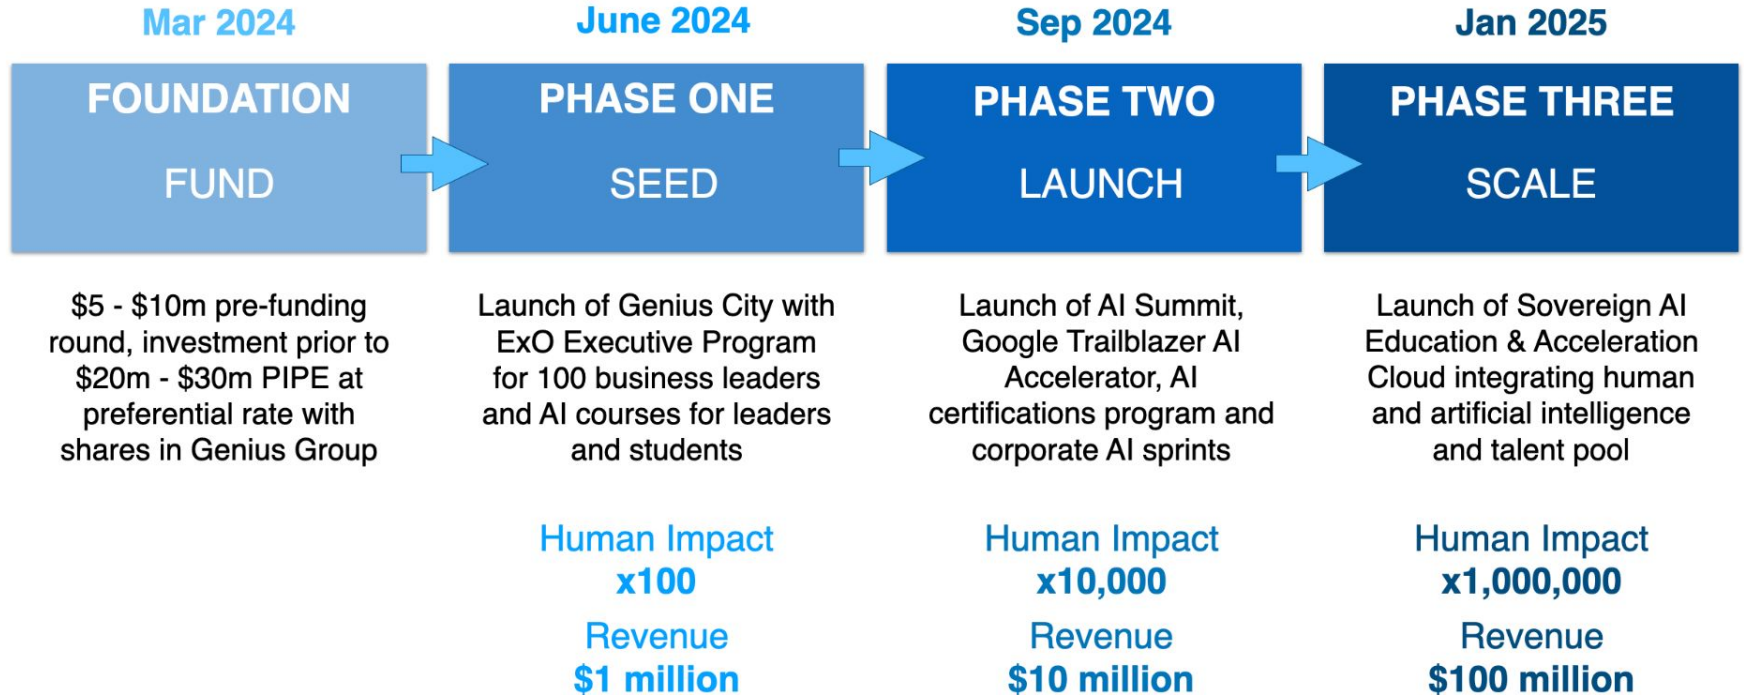 Mar 2024
FOUNDATION
FUND
$5 - $10m pre-funding
round, investment prior to
$20m - $30m PIPE at
preferential rate with
shares in Genius Group
June 2024
PHASE ONE
SEED
Launch of Genius City with
ExO Executive Program
for 100 business leaders
and AI courses for leaders
and students
Human Impact
x100
Revenue
$1 million
Sep 2024
PHASE TWO
LAUNCH
Launch of AI Summit,
Google Trailblazer AI
Accelerator, AI
certifications program and
corporate AI sprints
Human Impact
x10,000
Revenue
$10 million
Jan 2025
PHASE THREE
SCALE
Launch of Sovereign AI
Education & Acceleration
Cloud integrating human
and artificial intelligence
and talent pool
Human Impact
x1,000,000
Revenue
$100 million